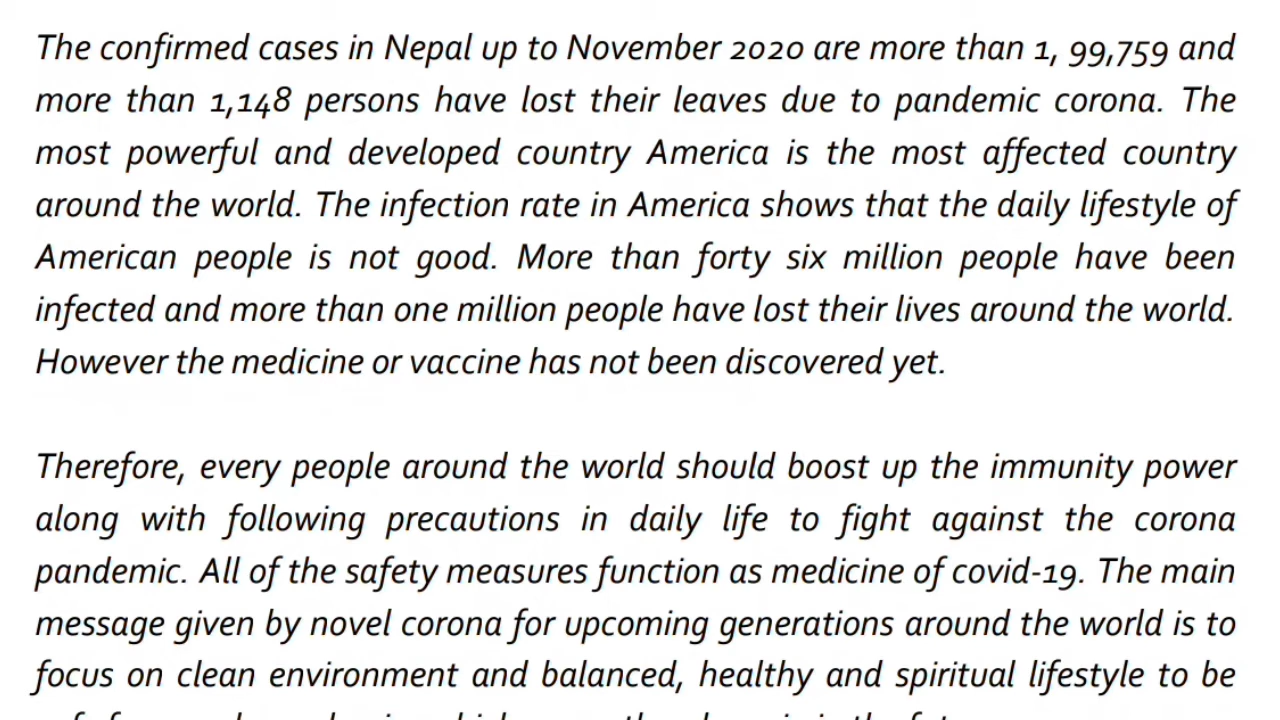 The confirmed cases in Nepal up to November 2020 are more than 1, 99,759 and
more than 1,148 persons have lost their leaves due to pandemic corona. The
most powerful and developed country America is the most affected country
around the world. The infection rate in America shows that the daily lifestyle of
American people is not good. More than forty six million people have been
infected and more than one million people have lost their lives around the world.
However the medicine or vaccine has not been discovered yet.
Therefore, every people around the world should boost up the immunity power
along with following precautions in daily life to fight against the corona
pandemic. All of the safety measures function as medicine of covid-19. The main
message given by novel corona for upcoming generations around the world is to
focus on clean environment and balanced, healthy and spiritual lifestyle to be